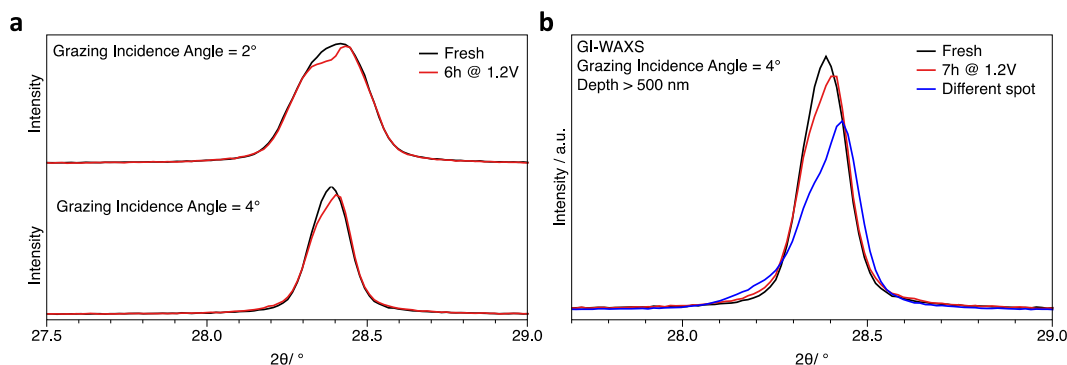 a
Grazing Incidence Angle = 2°
Fresh
6h @ 1.2V
Intensity
Grazing Incidence Angle = 4°
Intensity
27.5
28.0
28.5
29.0
2θ/ °
b
GI-WAXS
Grazing Incidence Angle = 4°
Depth > 500 nm
Fresh
7h @ 1.2V
Different spot
Intensity / a.u.
28.0
28.5
29.0
2θ/ °